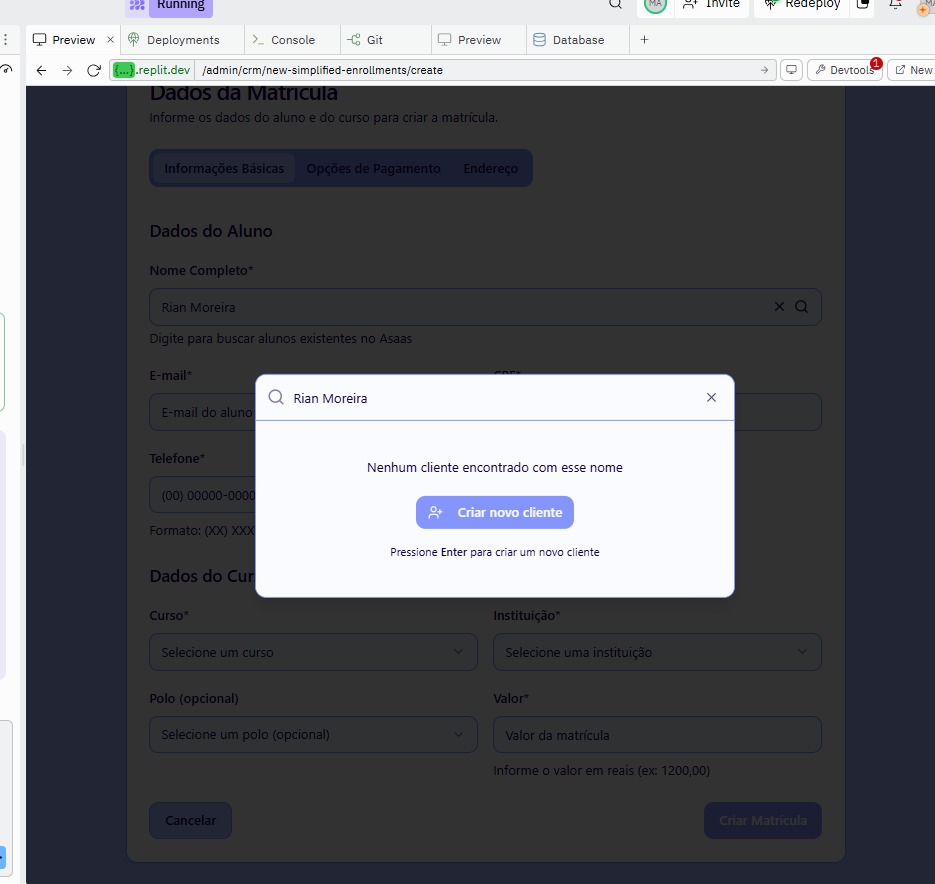 Running
MA
Invite
Redeploy
Preview
Deployments
Console
Git
Preview
Database
{...}.replit.dev /admin/crm/new-simplified-enrollments/create
Devtools 1
New
Dados da Matrícula
Informe os dados do aluno e do curso para criar a matrícula.
Informações Básicas Opções de Pagamento Endereço
Dados do Aluno
Nome Completo*
Rian Moreira
Digite para buscar alunos existentes no Asaas
E-mail* CPF*
E-mail do aluno
Telefone*
(00) 00000-0000
Formato: (XX) XXX
Rian Moreira
Nenhum cliente encontrado com esse nome
Criar novo cliente
Pressione Enter para criar um novo cliente
Dados do Cur
Curso* Instituição*
Selecione um curso Selecione uma instituição
Polo (opcional) Valor*
Selecione um polo (opcional) Valor da matrícula
Informe o valor em reais (ex: 1200,00)
Cancelar Criar Matrícula